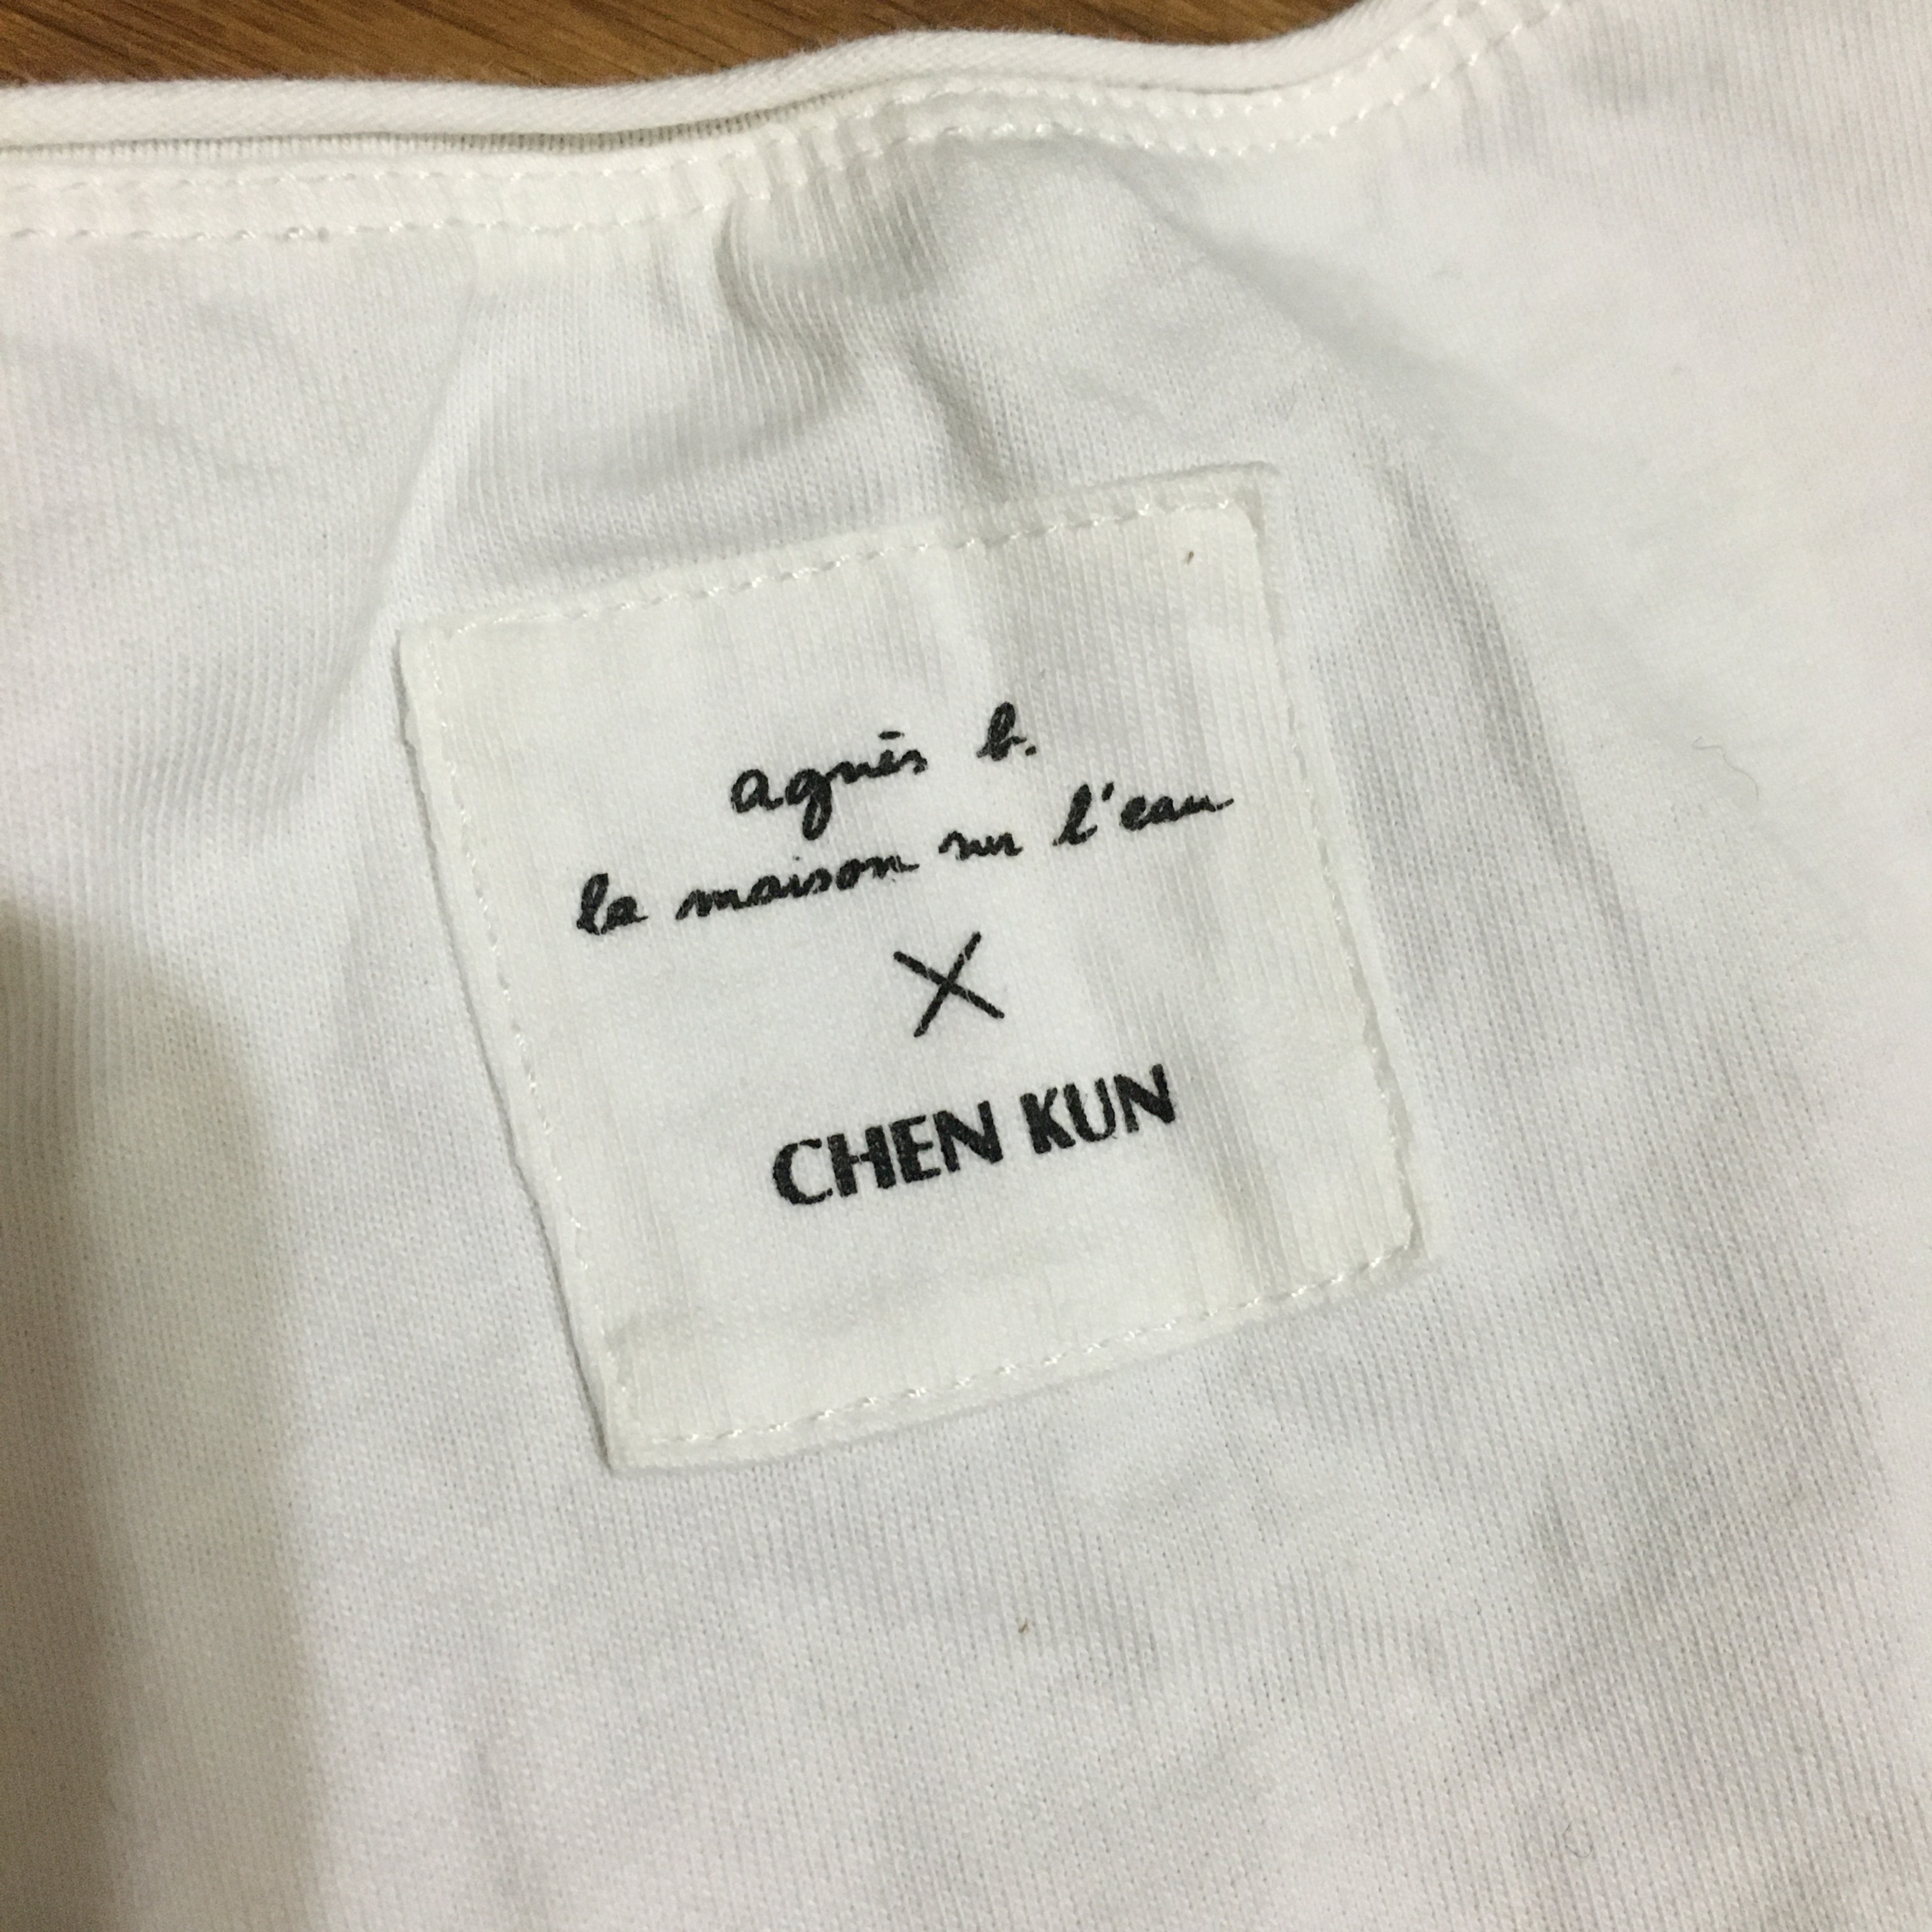 agnès b.
la maison sur l'eau
X
CHEN KUN